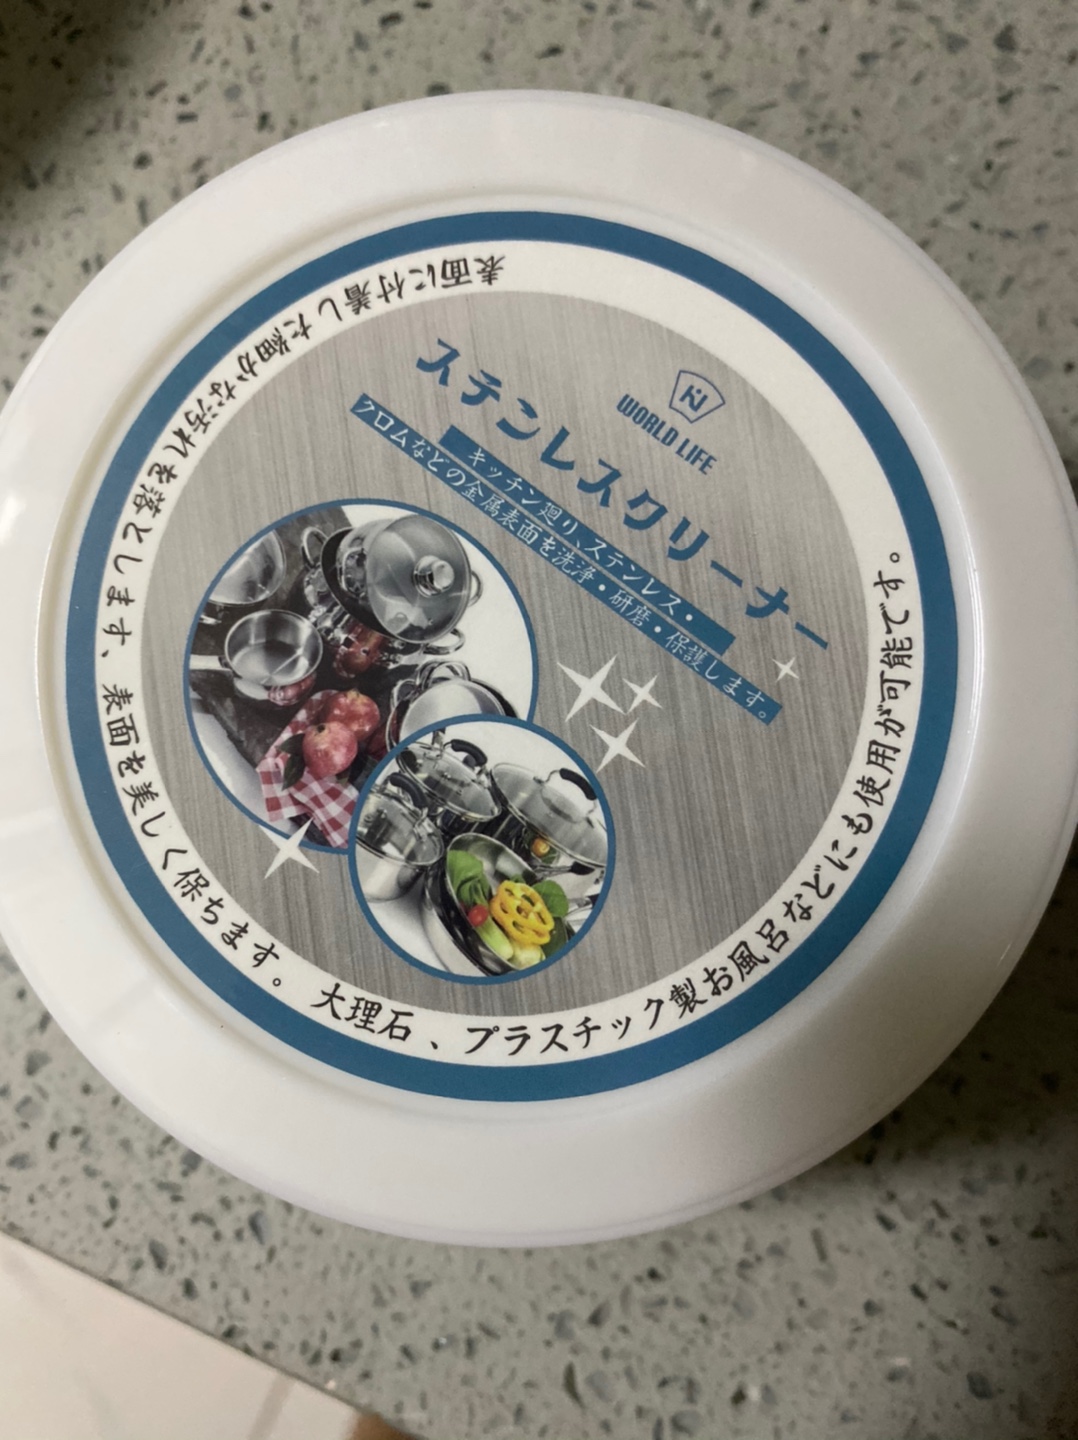 WORLD LIFE
ステンレスクリーナー
キッチン廻り、ステンレス・
クロムなどの金属表面を洗浄・研磨・保護します。
表面に付着した細かな汚れを落とします、表面を美しく保ちます。大理石、プラスチック製お風呂などにも使用が可能です。